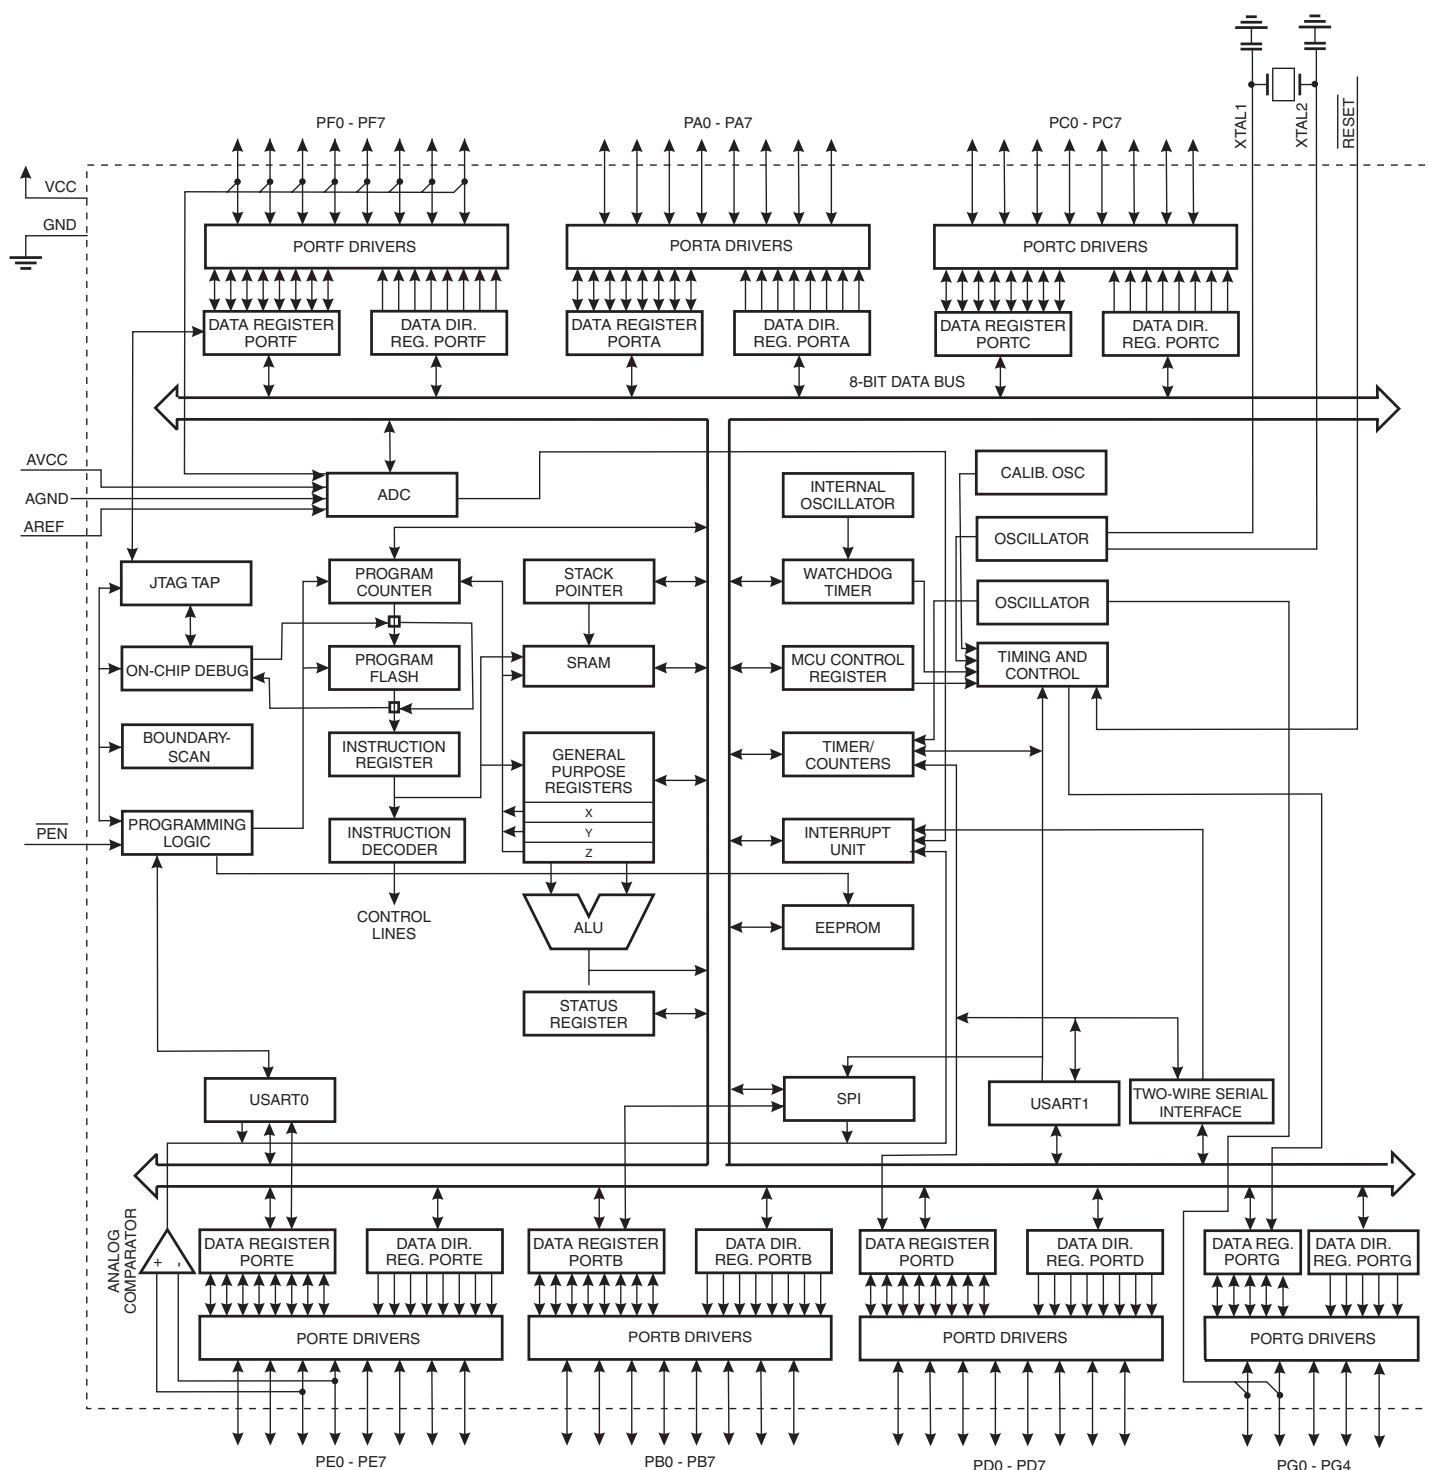 XTAL1
XTAL2
RESET
PF0 - PF7
PA0 - PA7
PC0 - PC7
VCC
GND
PORTF DRIVERS
PORTA DRIVERS
PORTC DRIVERS
DATA REGISTER
PORTF
DATA DIR.
REG. PORTF
DATA REGISTER
PORTA
DATA DIR.
REG. PORTA
DATA REGISTER
PORTC
DATA DIR.
REG. PORTC
8-BIT DATA BUS
AVCC
AGND
AREF
ADC
INTERNAL
OSCILLATOR
CALIB. OSC
OSCILLATOR
JTAG TAP
PROGRAM
COUNTER
STACK
POINTER
WATCHDOG
TIMER
OSCILLATOR
ON-CHIP DEBUG
PROGRAM
FLASH
SRAM
MCU CONTROL
REGISTER
TIMING AND
CONTROL
BOUNDARY-
SCAN
INSTRUCTION
REGISTER
GENERAL
PURPOSE
REGISTERS
X
Y
Z
TIMER/
COUNTERS
PEN
PROGRAMMING
LOGIC
INSTRUCTION
DECODER
INTERRUPT
UNIT
CONTROL
LINES
ALU
EEPROM
STATUS
REGISTER
USART0
SPI
USART1
TWO-WIRE SERIAL
INTERFACE
ANALOG
COMPARATOR
+
-
DATA REGISTER
PORTE
DATA DIR.
REG. PORTE
DATA REGISTER
PORTB
DATA DIR.
REG. PORTB
DATA REGISTER
PORTD
DATA DIR.
REG. PORTD
DATA REG.
PORTG
DATA DIR.
REG. PORTG
PORTE DRIVERS
PORTB DRIVERS
PORTD DRIVERS
PORTG DRIVERS
PE0 - PE7
PB0 - PB7
PD0 - PD7
PG0 - PG4